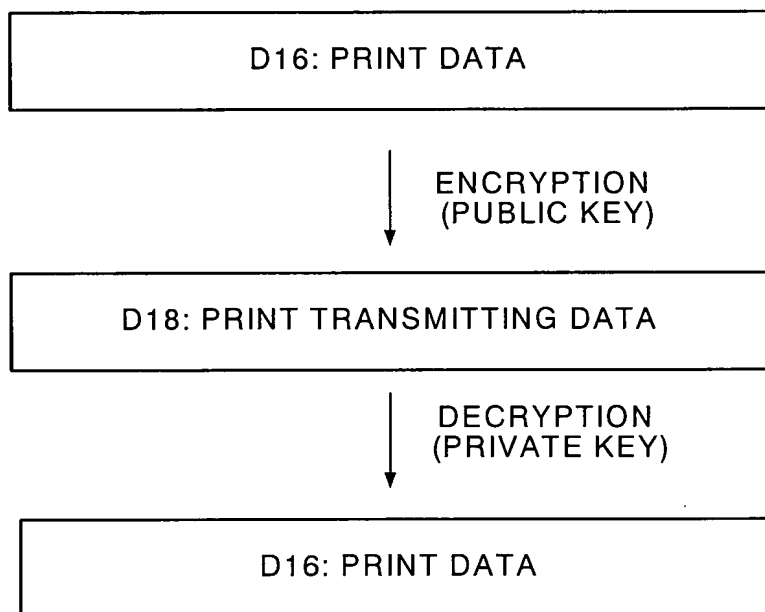 D16: PRINT DATA
ENCRYPTION
(PUBLIC KEY)
D18: PRINT TRANSMITTING DATA
DECRYPTION
(PRIVATE KEY)
D16: PRINT DATA